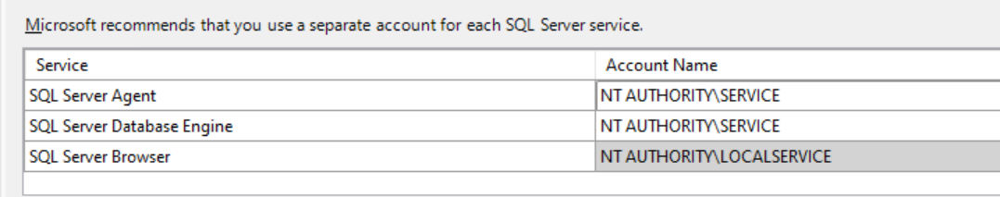 Microsoft recommends that you use a separate account for each SQL Server service.
Service Account Name
SQL Server Agent NT AUTHORITY\SERVICE
SQL Server Database Engine NT AUTHORITY\SERVICE
SQL Server Browser NT AUTHORITY\LOCALSERVICE